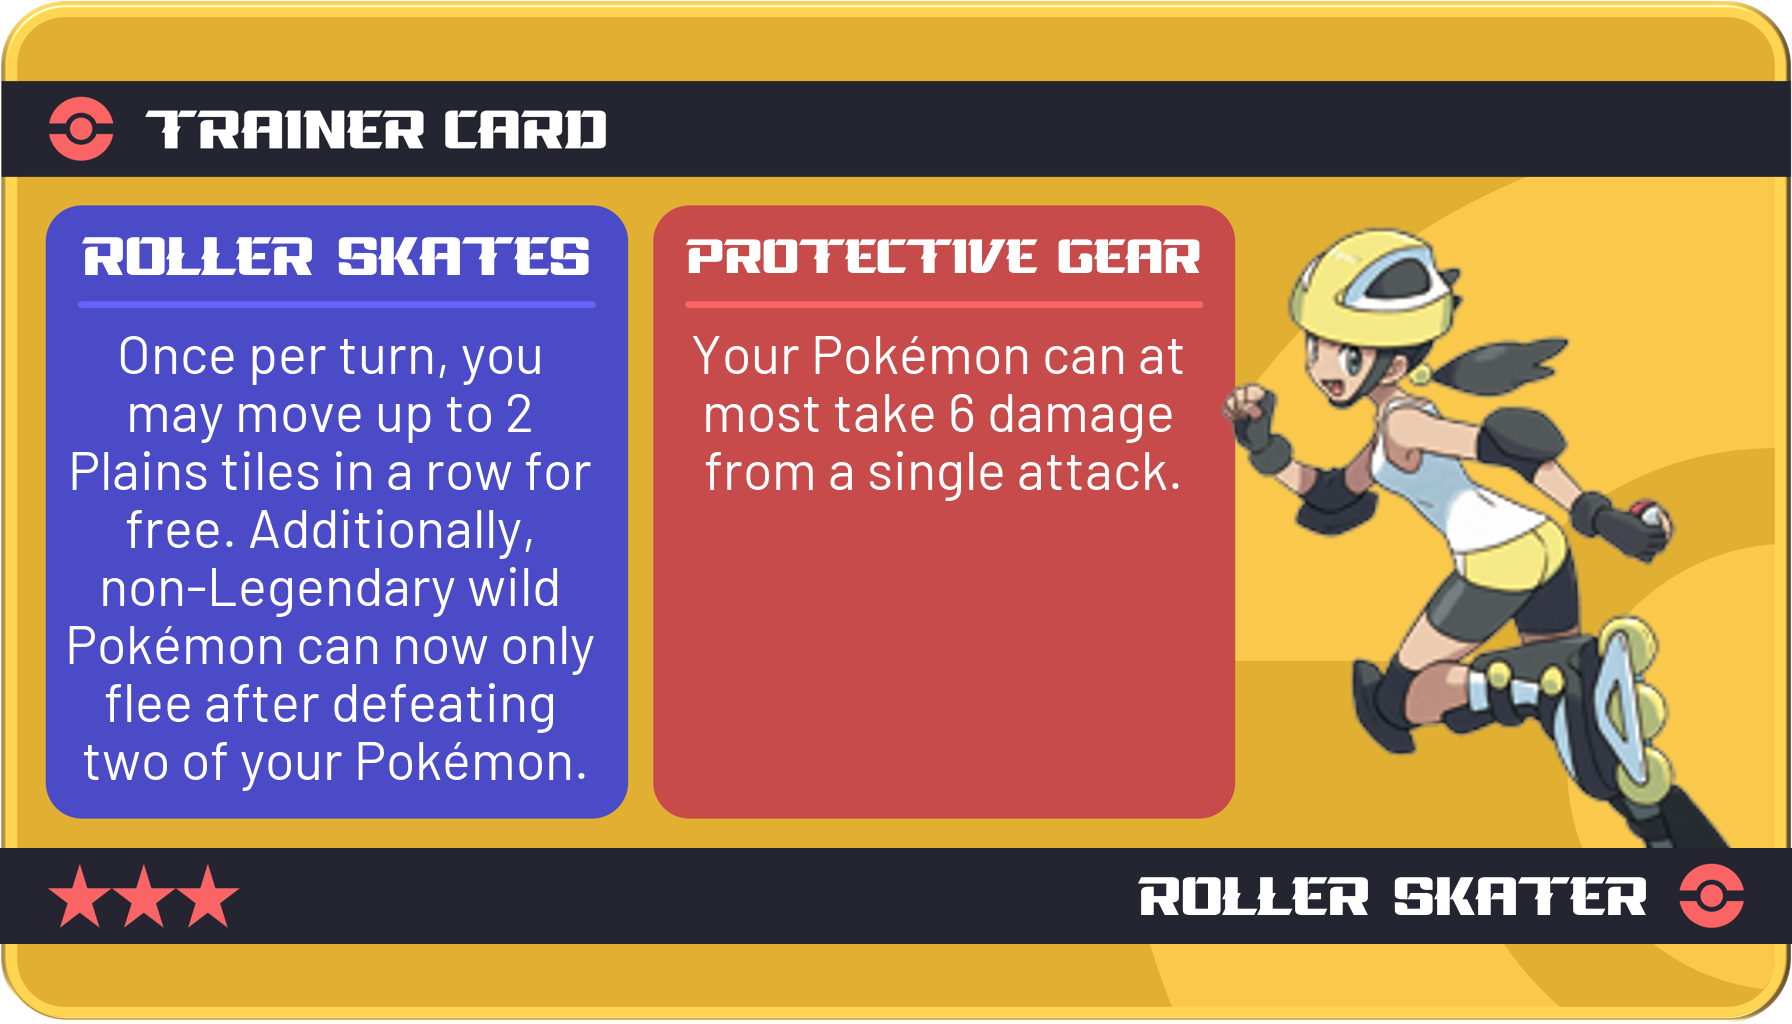 TRAINER CARD
ROLLER SKATES
Once per turn, you
may move up to 2
Plains tiles in a row for
free. Additionally,
non-Legendary wild
Pokémon can now only
flee after defeating
two of your Pokémon.
PROTECTIVE GEAR
Your Pokémon can at
most take 6 damage
from a single attack.
ROLLER SKATER